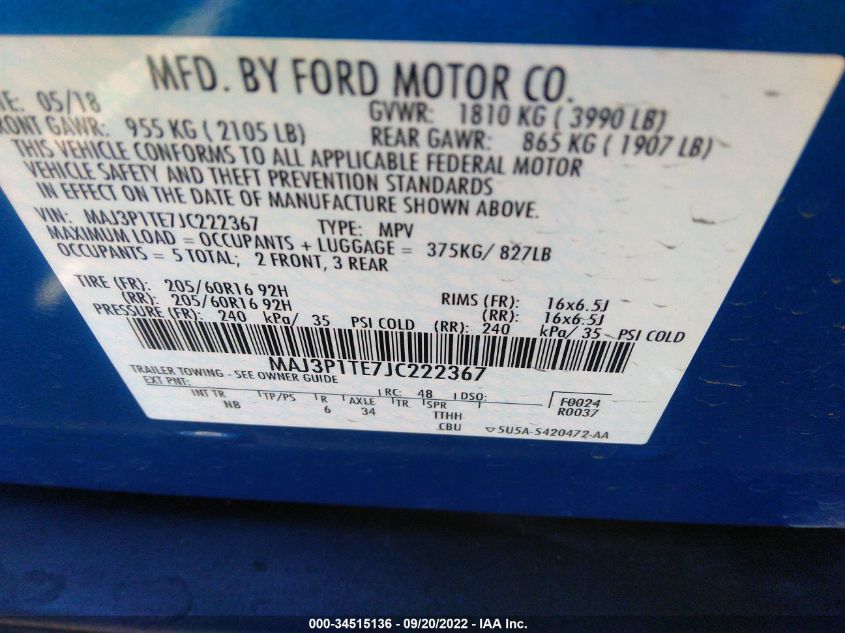 MFD. BY FORD MOTOR CO.
TE: 05/18 GVWR: 1810 KG ( 3990 LB)
RONT GAWR: 955 KG ( 2105 LB) REAR GAWR: 865 KG ( 1907 LB)
THIS VEHICLE CONFORMS TO ALL APPLICABLE FEDERAL MOTOR
VEHICLE SAFETY AND THEFT PREVENTION STANDARDS
IN EFFECT ON THE DATE OF MANUFACTURE SHOWN ABOVE.
VIN: MAJ3P1TE7JC222367 TYPE: MPV
MAXIMUM LOAD = OCCUPANTS + LUGGAGE = 375KG/ 827LB
OCCUPANTS = 5 TOTAL; 2 FRONT, 3 REAR
TIRE (FR): 205/60R16 92H RIMS (FR): 16x6.5J
(RR): 205/60R16 92H (RR): 16x6.5J
PRESSURE (FR): 240 kPa/ 35 PSI COLD (RR): 240 kPa/ 35 PSI COLD
MAJ3P1TE7JC222367
TRAILER TOWING - SEE OWNER GUIDE
EXT PNT: RC: 48 DSO: F0024
INT TR TP/PS R AXLE TR SPR R0037
NB 6 34 TTHH
CBU 5U5A-5420472-AA
000-34515136 - 09/20/2022 - IAA Inc.